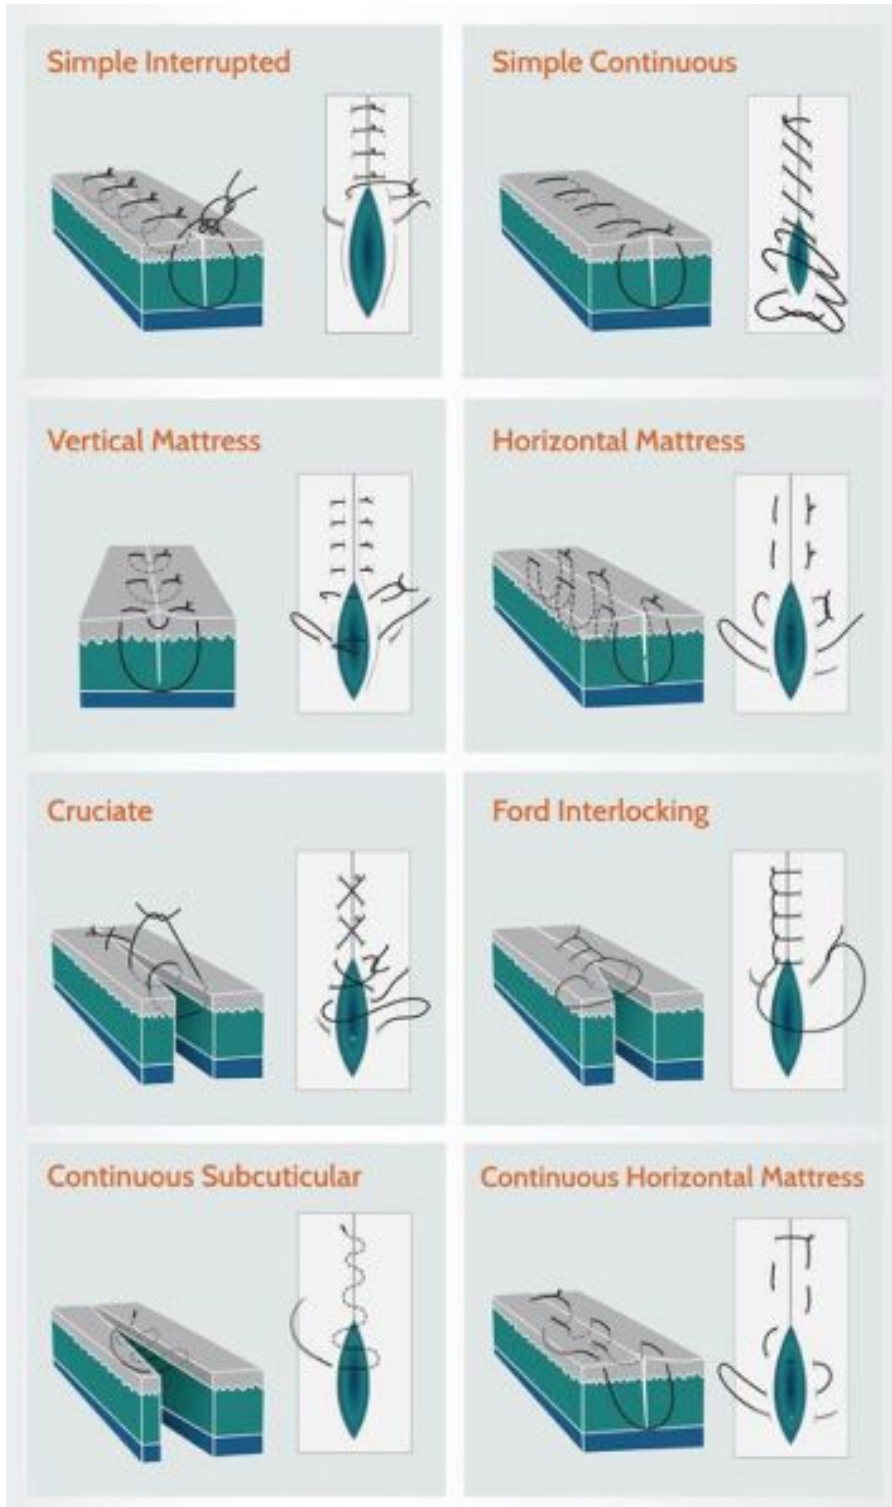 Simple Interrupted
Simple Continuous
Vertical Mattress
Horizontal Mattress
Cruciate
Ford Interlocking
Continuous Subcuticular
Continuous Horizontal Mattress